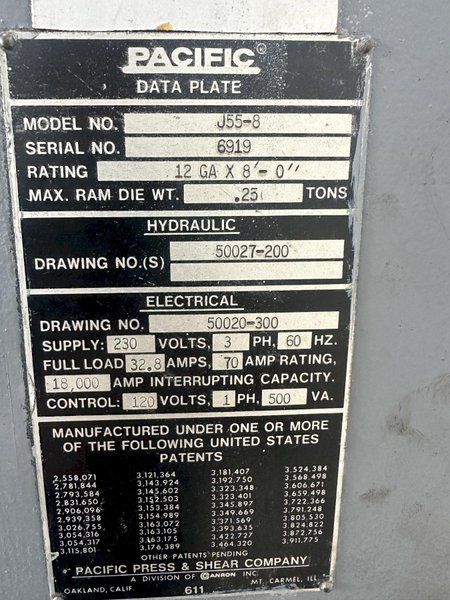 PACIFIC®
DATA PLATE
MODEL NO. J55-8
SERIAL NO. 6919
RATING 12 GA X 8'-0"
MAX. RAM DIE WT. .25 TONS
HYDRAULIC
DRAWING NO.(S) 50027-200
ELECTRICAL
DRAWING NO. 50020-300
SUPPLY: 230 VOLTS, 3 PH, 60 HZ.
FULL LOAD 32.8 AMPS, 70 AMP RATING,
18,000 AMP INTERRUPTING CAPACITY.
CONTROL: 120 VOLTS, 1 PH, 500 VA.
MANUFACTURED UNDER ONE OR MORE
OF THE FOLLOWING UNITED STATES
PATENTS
2,558,071 3,121,364 3,181,407 3,524,384
2,781,844 3,143,924 3,192,750 3,568,498
2,793,584 3,145,602 3,323,348 3,606,671
2,831,650 3,152,503 3,323,401 3,659,498
2,906,096 3,153,384 3,345,897 3,722,366
2,939,358 3,154,989 3,349,669 3,791,248
3,026,755 3,163,072 3,371,569 3,805,530
3,054,316 3,163,105 3,393,635 3,824,822
3,054,317 3,163,175 3,422,727 3,872,756
3,115,801 3,176,389 3,464,320 3,911,775
OTHER PATENTS PENDING
PACIFIC PRESS & SHEAR COMPANY
A DIVISION OF CANRON INC.
OAKLAND, CALIF. 611 MT. CARMEL, ILL.